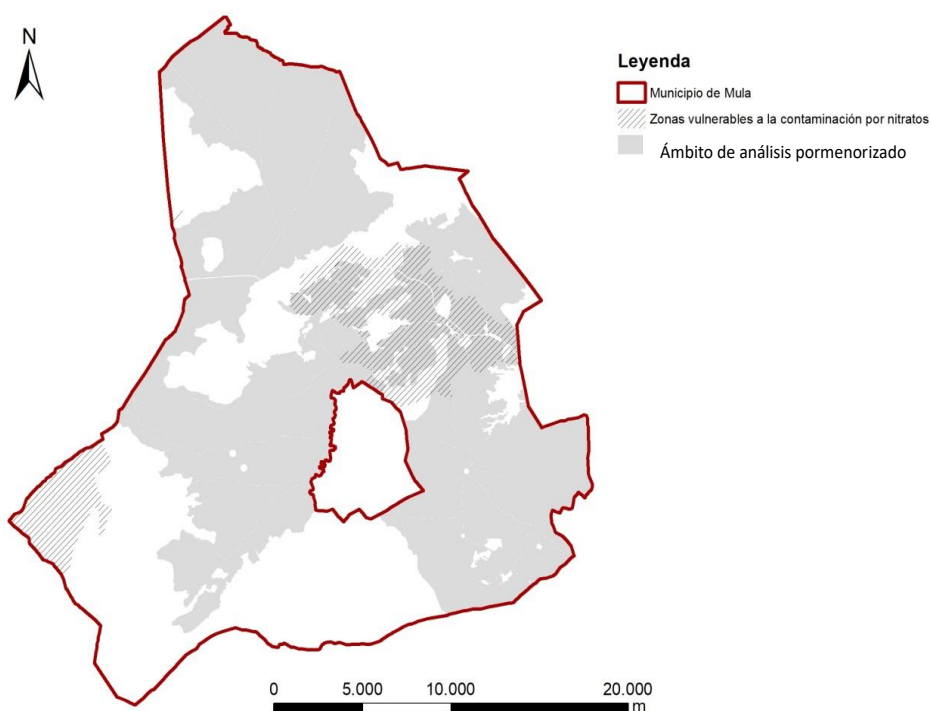 N
Leyenda
Municipio de Mula
Zonas vulnerables a la contaminación por nitratos
Ámbito de análisis pormenorizado
0 5.000 10.000 20.000
m